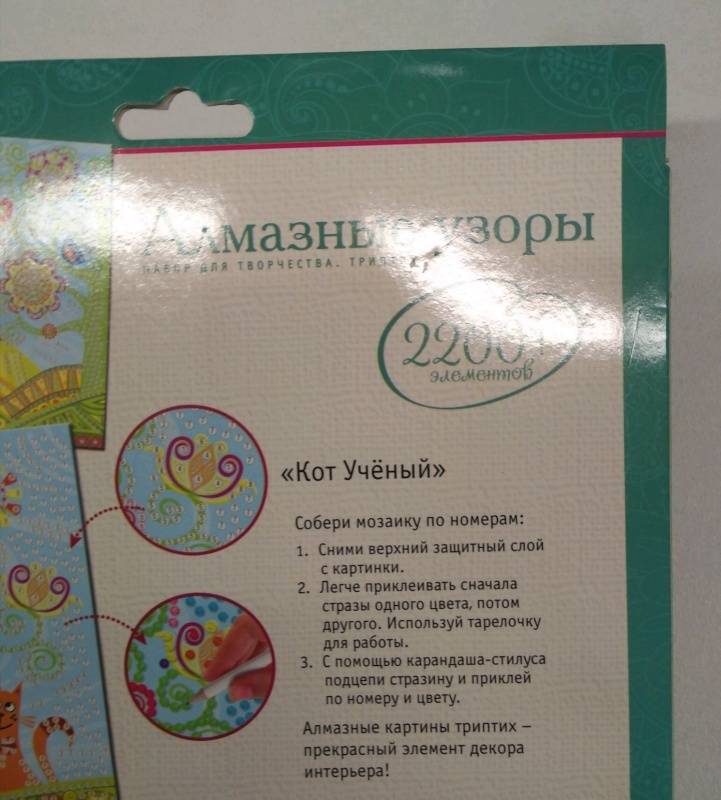 Алмазные узоры
НАБОР ДЛЯ ТВОРЧЕСТВА. ТРИПТИХ
2200+
элементов
«Кот Учёный»
Собери мозаику по номерам:
1. Сними верхний защитный слой
с картинки.
2. Легче приклеивать сначала
стразы одного цвета, потом
другого. Используй тарелочку
для работы.
3. С помощью карандаша-стилуса
подцепи стразину и приклей
по номеру и цвету.
Алмазные картины триптих –
прекрасный элемент декора
интерьера!